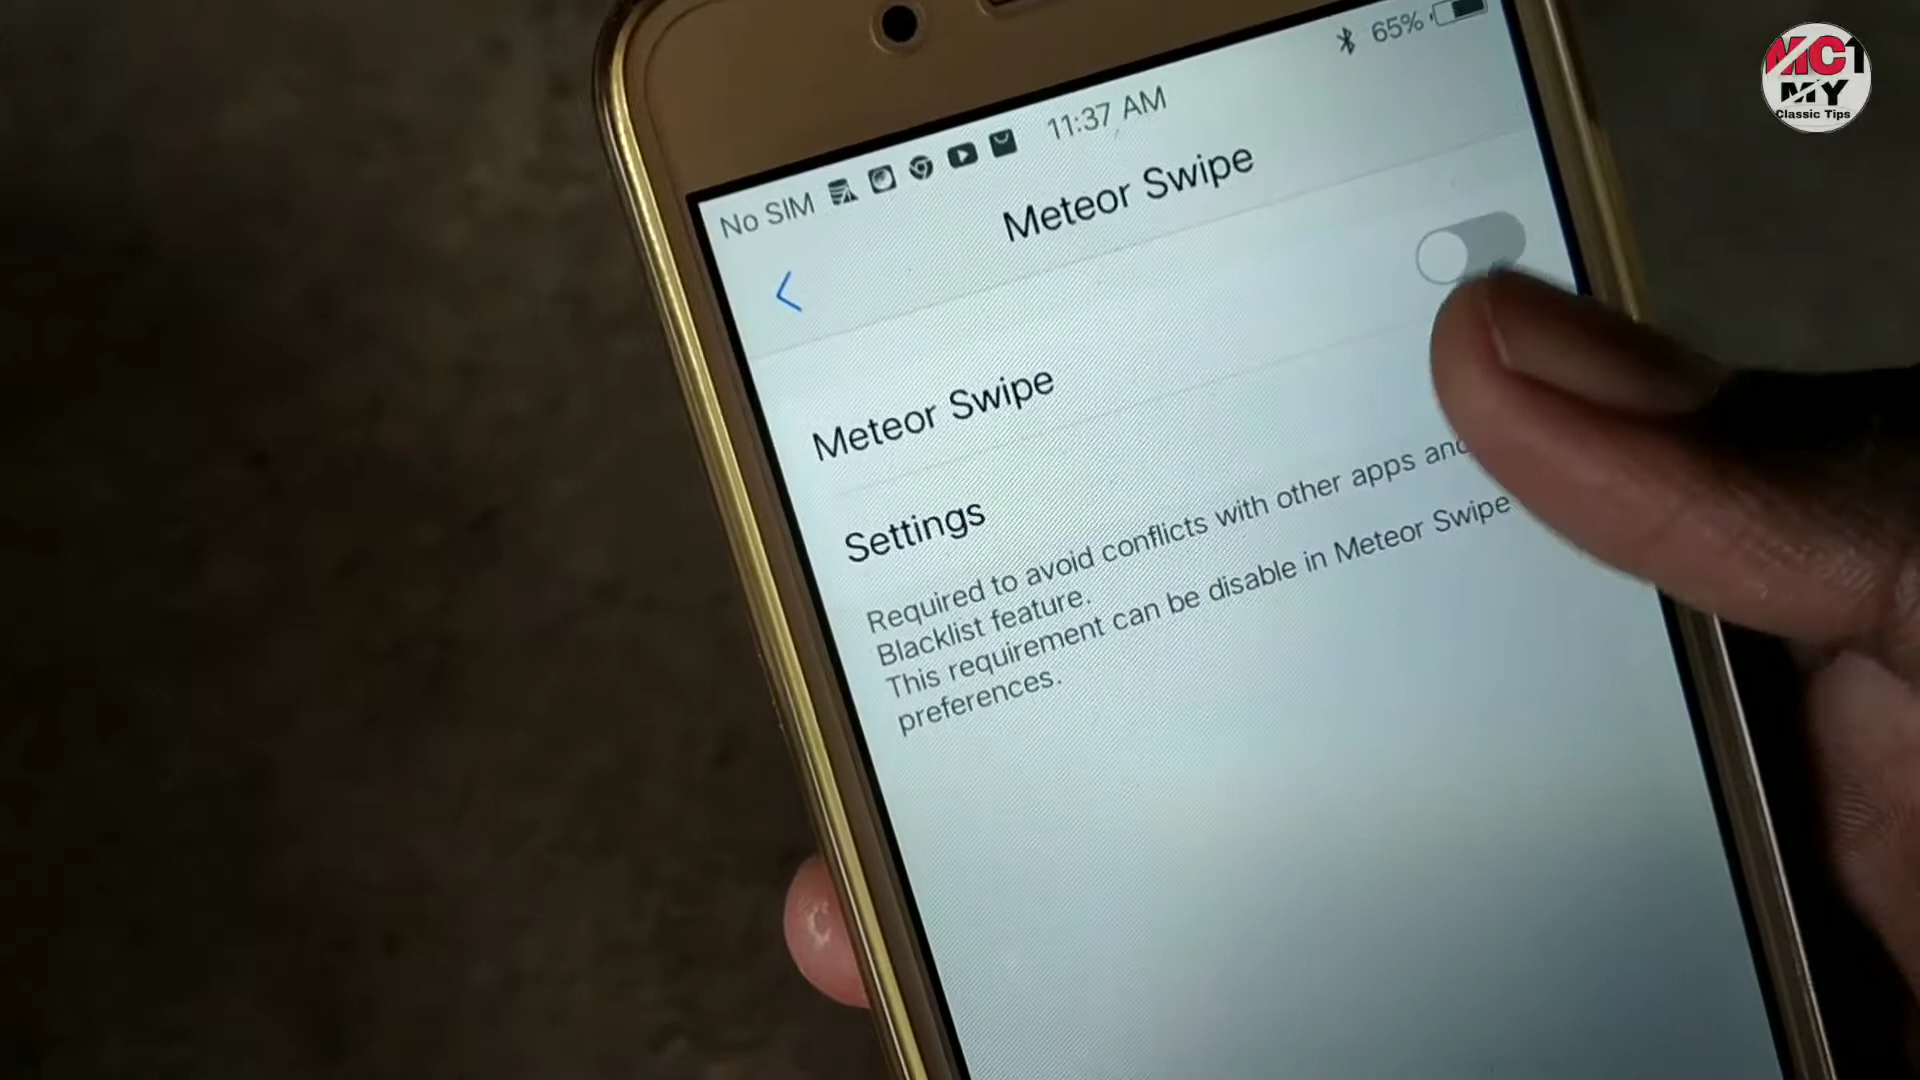 No SIM
11:37 AM
65%
Meteor Swipe
Meteor Swipe
Settings
Required to avoid conflicts with other apps and
Blacklist feature.
This requirement can be disable in Meteor Swipe
preferences.
MC1
MY
Classic Tips